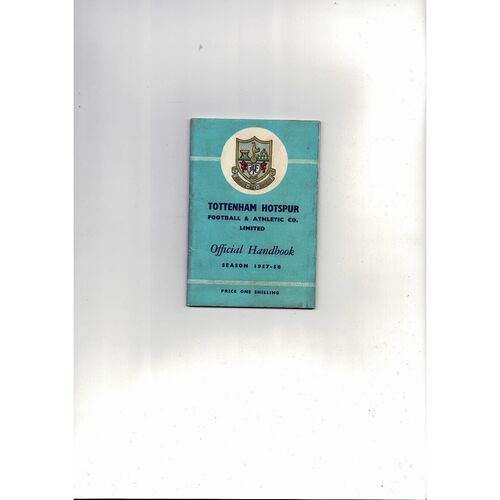 TOTTENHAM HOTSPUR
FOOTBALL & ATHLETIC CO.
LIMITED
Official Handbook
SEASON 1957-58
PRICE ONE SHILLING